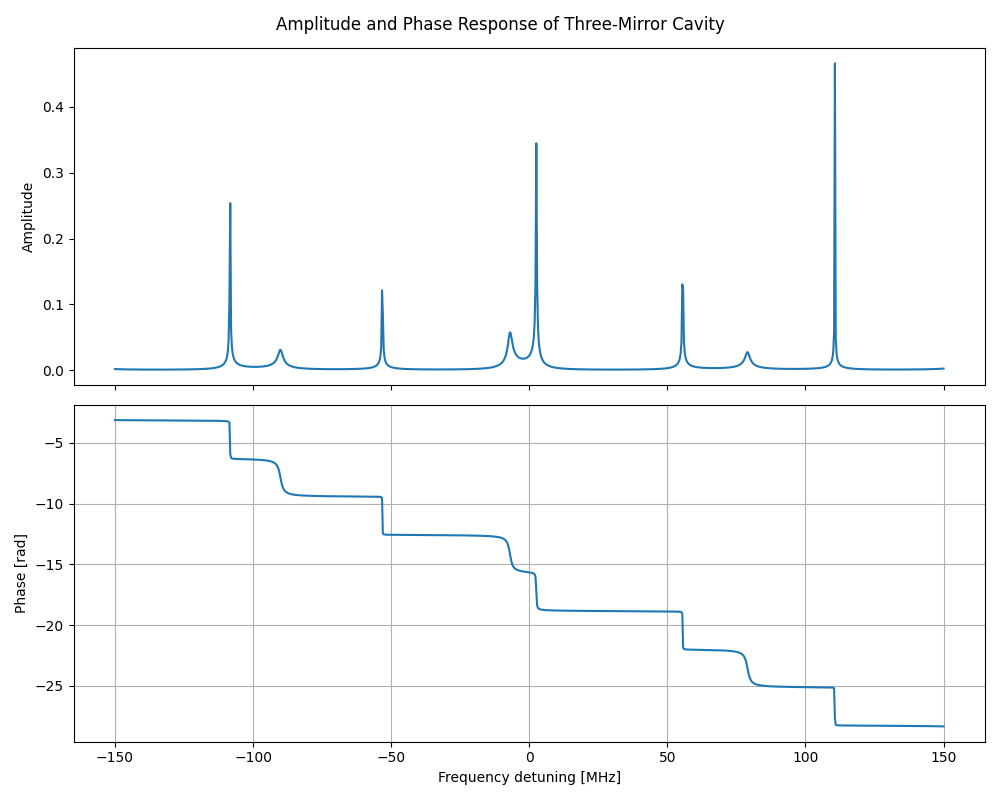 Amplitude and Phase Response of Three-Mirror Cavity
0.4
0.3
0.2
0.1
0.0
Amplitude
−5
−10
−15
−20
−25
Phase [rad]
−150 −100 −50 0 50 100 150
Frequency detuning [MHz]